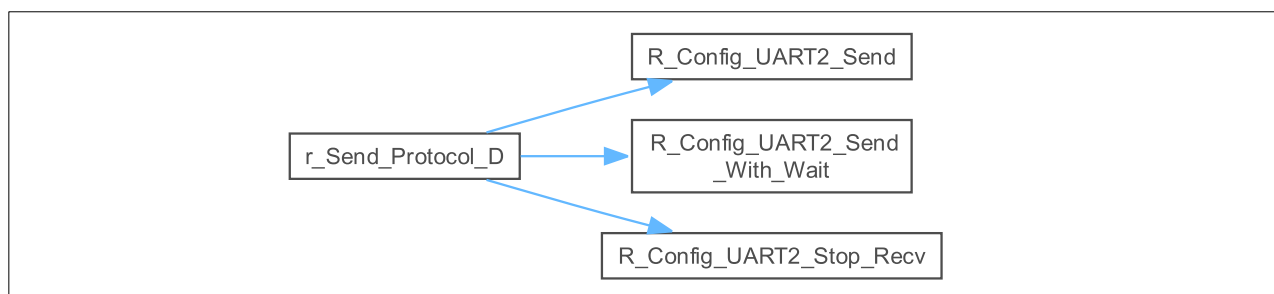 R_Config_UART2_Send
r_Send_Protocol_D
R_Config_UART2_Send
_With_Wait
R_Config_UART2_Stop_Recv